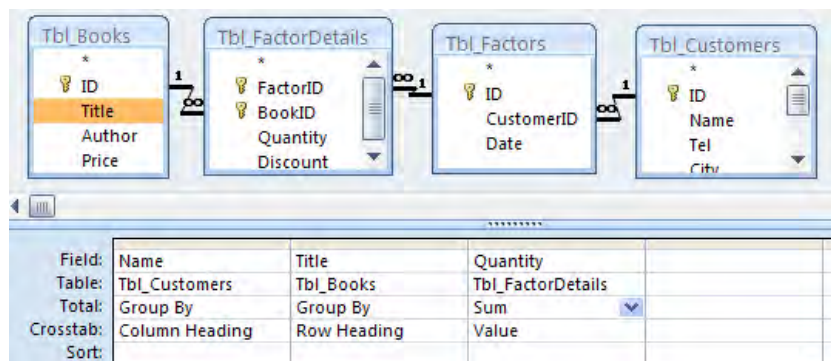 Tbl_Books
*
ID
Title
Author
Price
1
∞
Tbl_FactorDetails
*
FactorID
BookID
Quantity
Discount
∞
1
Tbl_Factors
*
ID
CustomerID
Date
∞
1
Tbl_Customers
*
ID
Name
Tel
City
Field: Name Title Quantity
Table: Tbl_Customers Tbl_Books Tbl_FactorDetails
Total: Group By Group By Sum
Crosstab: Column Heading Row Heading Value
Sort: